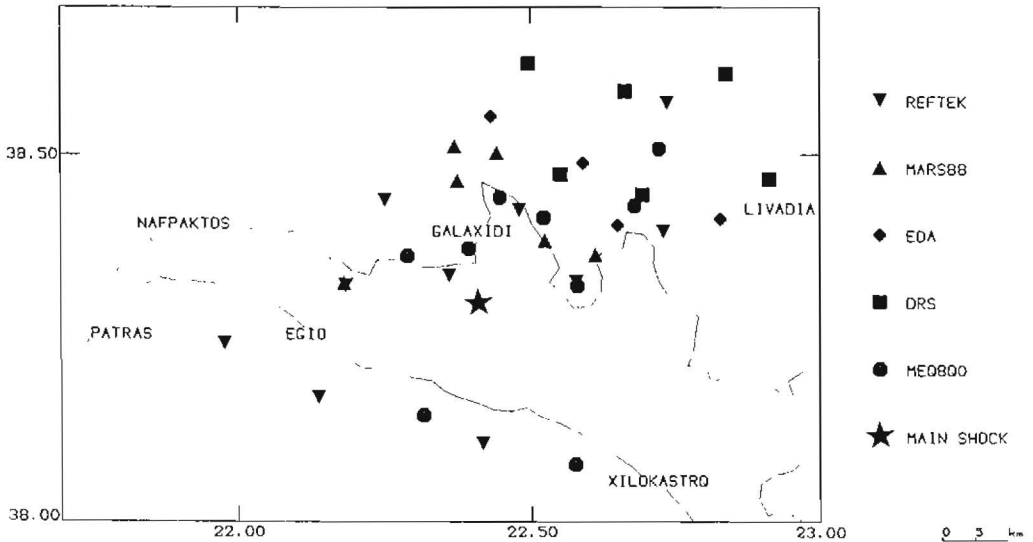 REFTEK
38.50
MARS88
NAFPAKTOS
GALAXIDI
LIVADIA
EDA
DRS
PATRAS
EGIO
MEQ800
MAIN SHOCK
XILOKASTRO
38.00
22.00
22.50
23.00
0 5 km